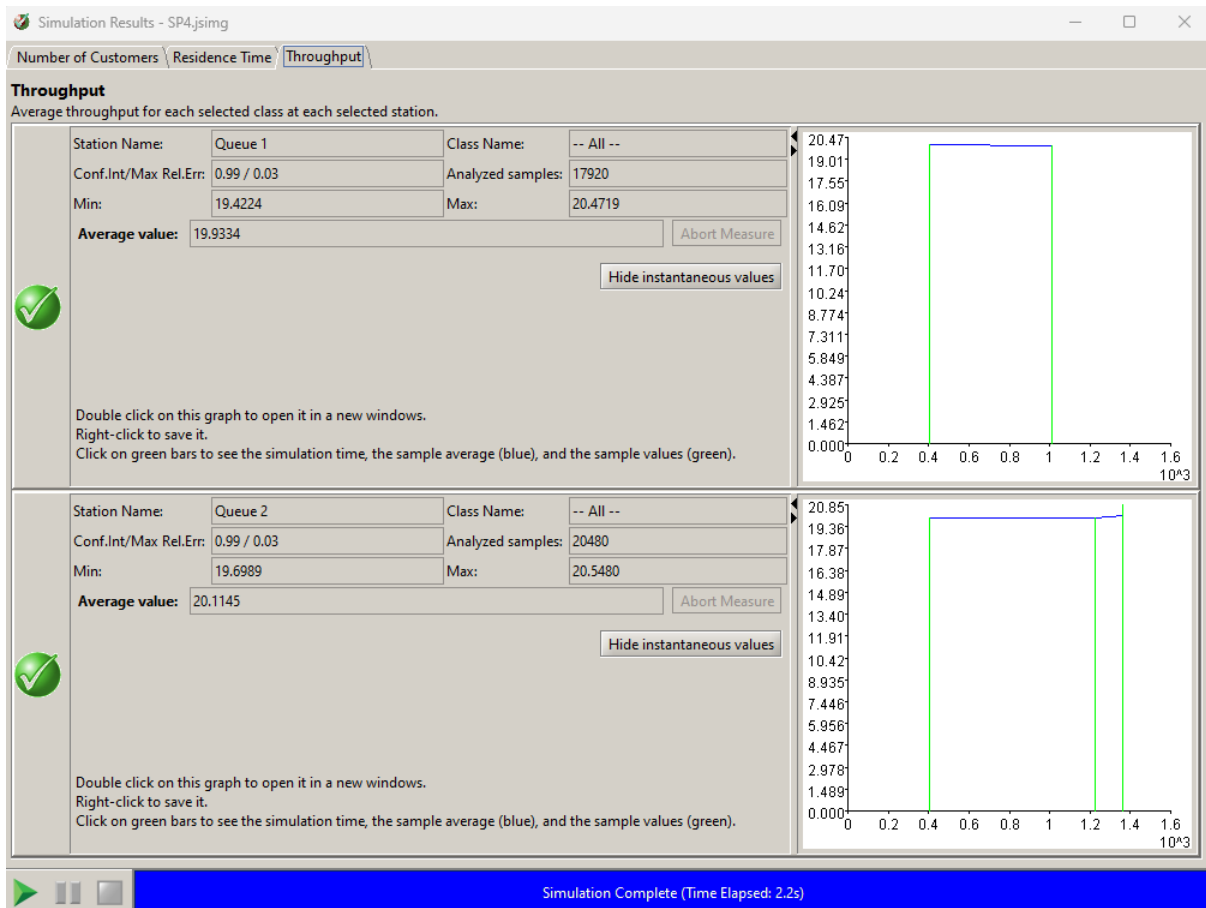 Simulation Results - SP4.jsimg
Number of Customers
Residence Time
Throughput
Throughput
Average throughput for each selected class at each selected station.
Station Name: Queue 1 Class Name: -- All --
Conf.Int/Max Rel.Err: 0.99 / 0.03 Analyzed samples: 17920
Min: 19.4224 Max: 20.4719
Average value: 19.9334 Abort Measure
Hide instantaneous values
Double click on this graph to open it in a new windows.
Right-click to save it.
Click on green bars to see the simulation time, the sample average (blue), and the sample values (green).
20.47
19.01
17.55
16.09
14.62
13.16
11.70
10.24
8.774
7.311
5.849
4.387
2.925
1.462
0.000
0 0.2 0.4 0.6 0.8 1 1.2 1.4 1.6
10^3
Station Name: Queue 2 Class Name: -- All --
Conf.Int/Max Rel.Err: 0.99 / 0.03 Analyzed samples: 20480
Min: 19.6989 Max: 20.5480
Average value: 20.1145 Abort Measure
Hide instantaneous values
Double click on this graph to open it in a new windows.
Right-click to save it.
Click on green bars to see the simulation time, the sample average (blue), and the sample values (green).
20.85
19.36
17.87
16.38
14.89
13.40
11.91
10.42
8.935
7.446
5.956
4.467
2.978
1.489
0.000
0 0.2 0.4 0.6 0.8 1 1.2 1.4 1.6
10^3
Simulation Complete (Time Elapsed: 2.2s)